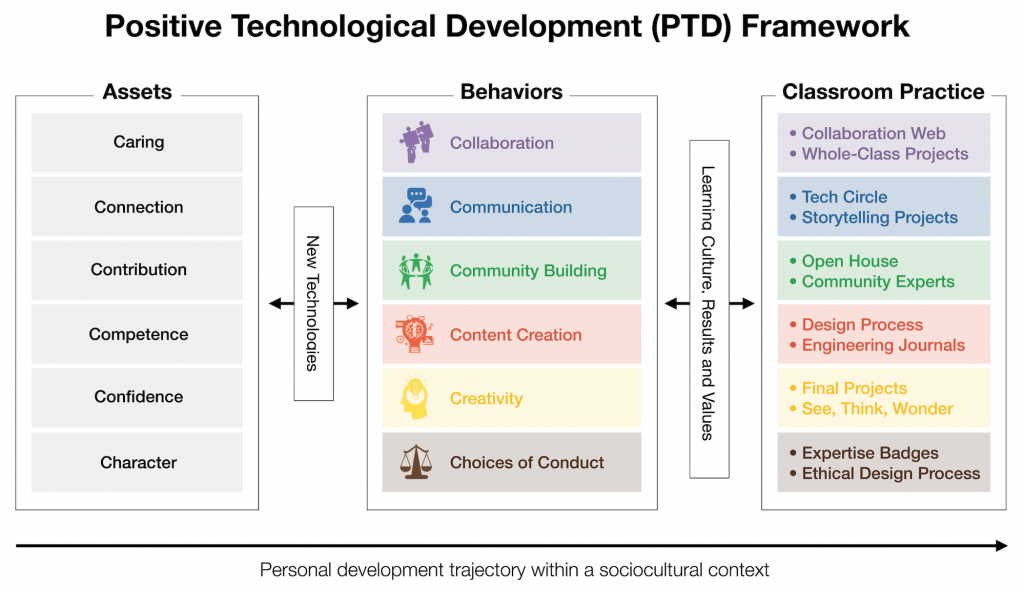 Positive Technological Development (PTD) Framework
Assets
Caring
Connection
Contribution
Competence
Confidence
Character
New Technologies
Behaviors
Collaboration
Communication
Community Building
Content Creation
Creativity
Choices of Conduct
Learning Culture, Results and Values
Classroom Practice
• Collaboration Web
• Whole-Class Projects
• Tech Circle
• Storytelling Projects
• Open House
• Community Experts
• Design Process
• Engineering Journals
• Final Projects
• See, Think, Wonder
• Expertise Badges
• Ethical Design Process
Personal development trajectory within a sociocultural context